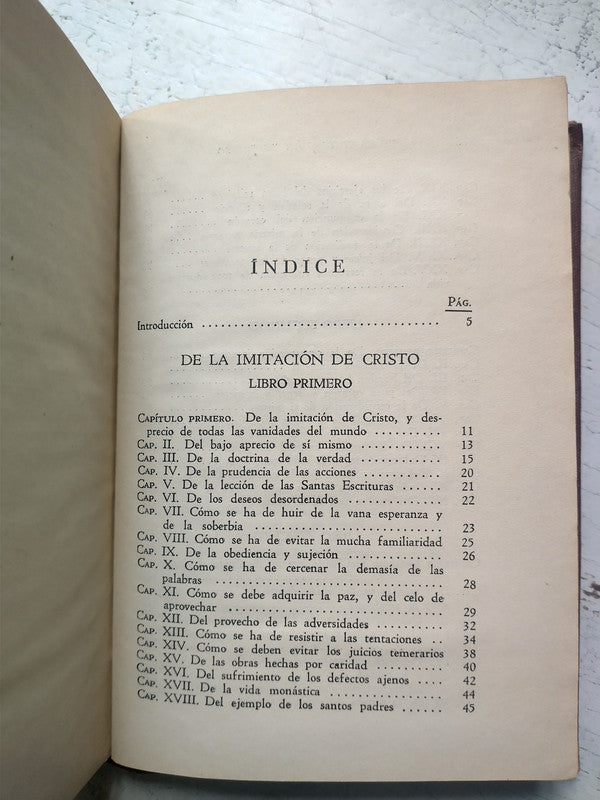 ÍNDICE
PÁG.
Introducción ........................................ 5
DE LA IMITACIÓN DE CRISTO
LIBRO PRIMERO
CAPÍTULO PRIMERO. De la imitación de Cristo, y des-
precio de todas las vanidades del mundo .......... 11
CAP. II. Del bajo aprecio de sí mismo .............. 13
CAP. III. De la doctrina de la verdad .............. 15
CAP. IV. De la prudencia de las acciones ............ 20
CAP. V. De la lección de las Santas Escrituras ...... 21
CAP. VI. De los deseos desordenados ................ 22
CAP. VII. Cómo se ha de huir de la vana esperanza y
de la soberbia ............................ 23
CAP. VIII. Cómo se ha de evitar la mucha familiaridad 25
CAP. IX. De la obediencia y sujeción ................ 26
CAP. X. Cómo se ha de cercenar la demasía de las
palabras .................................. 28
CAP. XI. Cómo se debe adquirir la paz, y del celo de
aprovechar ................................ 29
CAP. XII. Del provecho de las adversidades .......... 32
CAP. XIII. Cómo se ha de resistir a las tentaciones .. 34
CAP. XIV. Cómo se deben evitar los juicios temerarios 38
CAP. XV. De las obras hechas por caridad ............ 40
CAP. XVI. Del sufrimiento de los defectos ajenos .... 42
CAP. XVII. De la vida monástica .................... 44
CAP. XVIII. Del ejemplo de los santos padres ...... 45